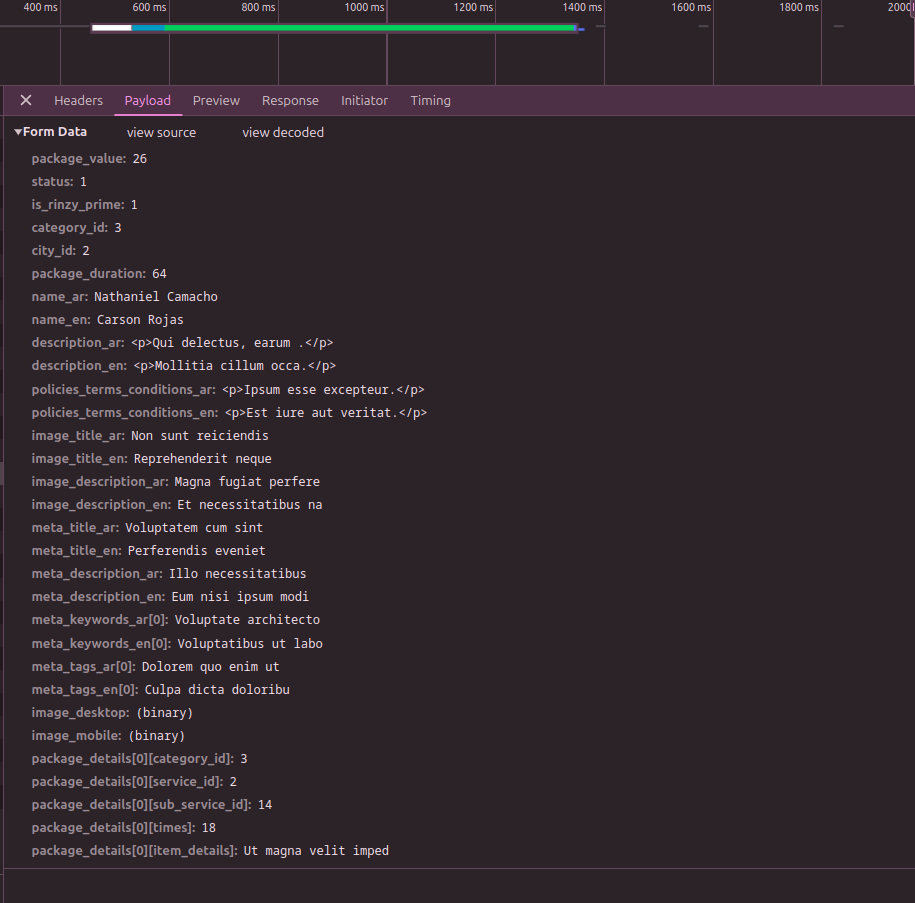 400 ms 600 ms 800 ms 1000 ms 1200 ms 1400 ms 1600 ms 1800 ms 2000
Headers Payload Preview Response Initiator Timing
Form Data view source view decoded
package_value: 26
status: 1
is_rinzy_prime: 1
category_id: 3
city_id: 2
package_duration: 64
name_ar: Nathaniel Camacho
name_en: Carson Rojas
description_ar: <p>Qui delectus, earum .</p>
description_en: <p>Mollitia cillum occa.</p>
policies_terms_conditions_ar: <p>Ipsum esse excepteur.</p>
policies_terms_conditions_en: <p>Est iure aut veritat.</p>
image_title_ar: Non sunt reiciendis
image_title_en: Reprehenderit neque
image_description_ar: Magna fugiat perfere
image_description_en: Et necessitatibus na
meta_title_ar: Voluptatem cum sint
meta_title_en: Perferendis eveniet
meta_description_ar: Illo necessitatibus
meta_description_en: Eum nisi ipsum modi
meta_keywords_ar[0]: Voluptate architecto
meta_keywords_en[0]: Voluptatibus ut labo
meta_tags_ar[0]: Dolorem quo enim ut
meta_tags_en[0]: Culpa dicta doloribu
image_desktop: (binary)
image_mobile: (binary)
package_details[0][category_id]: 3
package_details[0][service_id]: 2
package_details[0][sub_service_id]: 14
package_details[0][times]: 18
package_details[0][item_details]: Ut magna velit imped